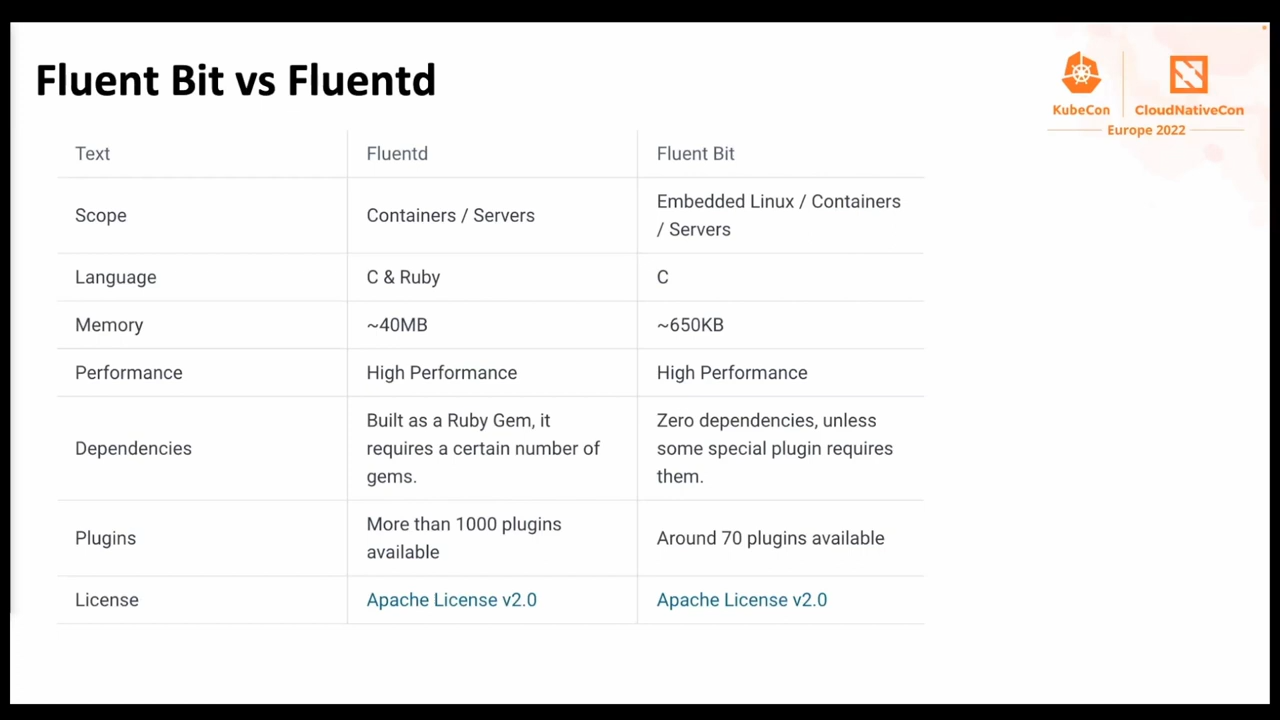 Fluent Bit vs Fluentd
KubeCon
CloudNativeCon
Europe 2022
Text
Fluentd
Fluent Bit
Scope
Containers / Servers
Embedded Linux / Containers
/ Servers
Language
C & Ruby
C
Memory
~40MB
~650KB
Performance
High Performance
High Performance
Dependencies
Built as a Ruby Gem, it
requires a certain number of
gems.
Zero dependencies, unless
some special plugin requires
them.
Plugins
More than 1000 plugins
available
Around 70 plugins available
License
Apache License v2.0
Apache License v2.0